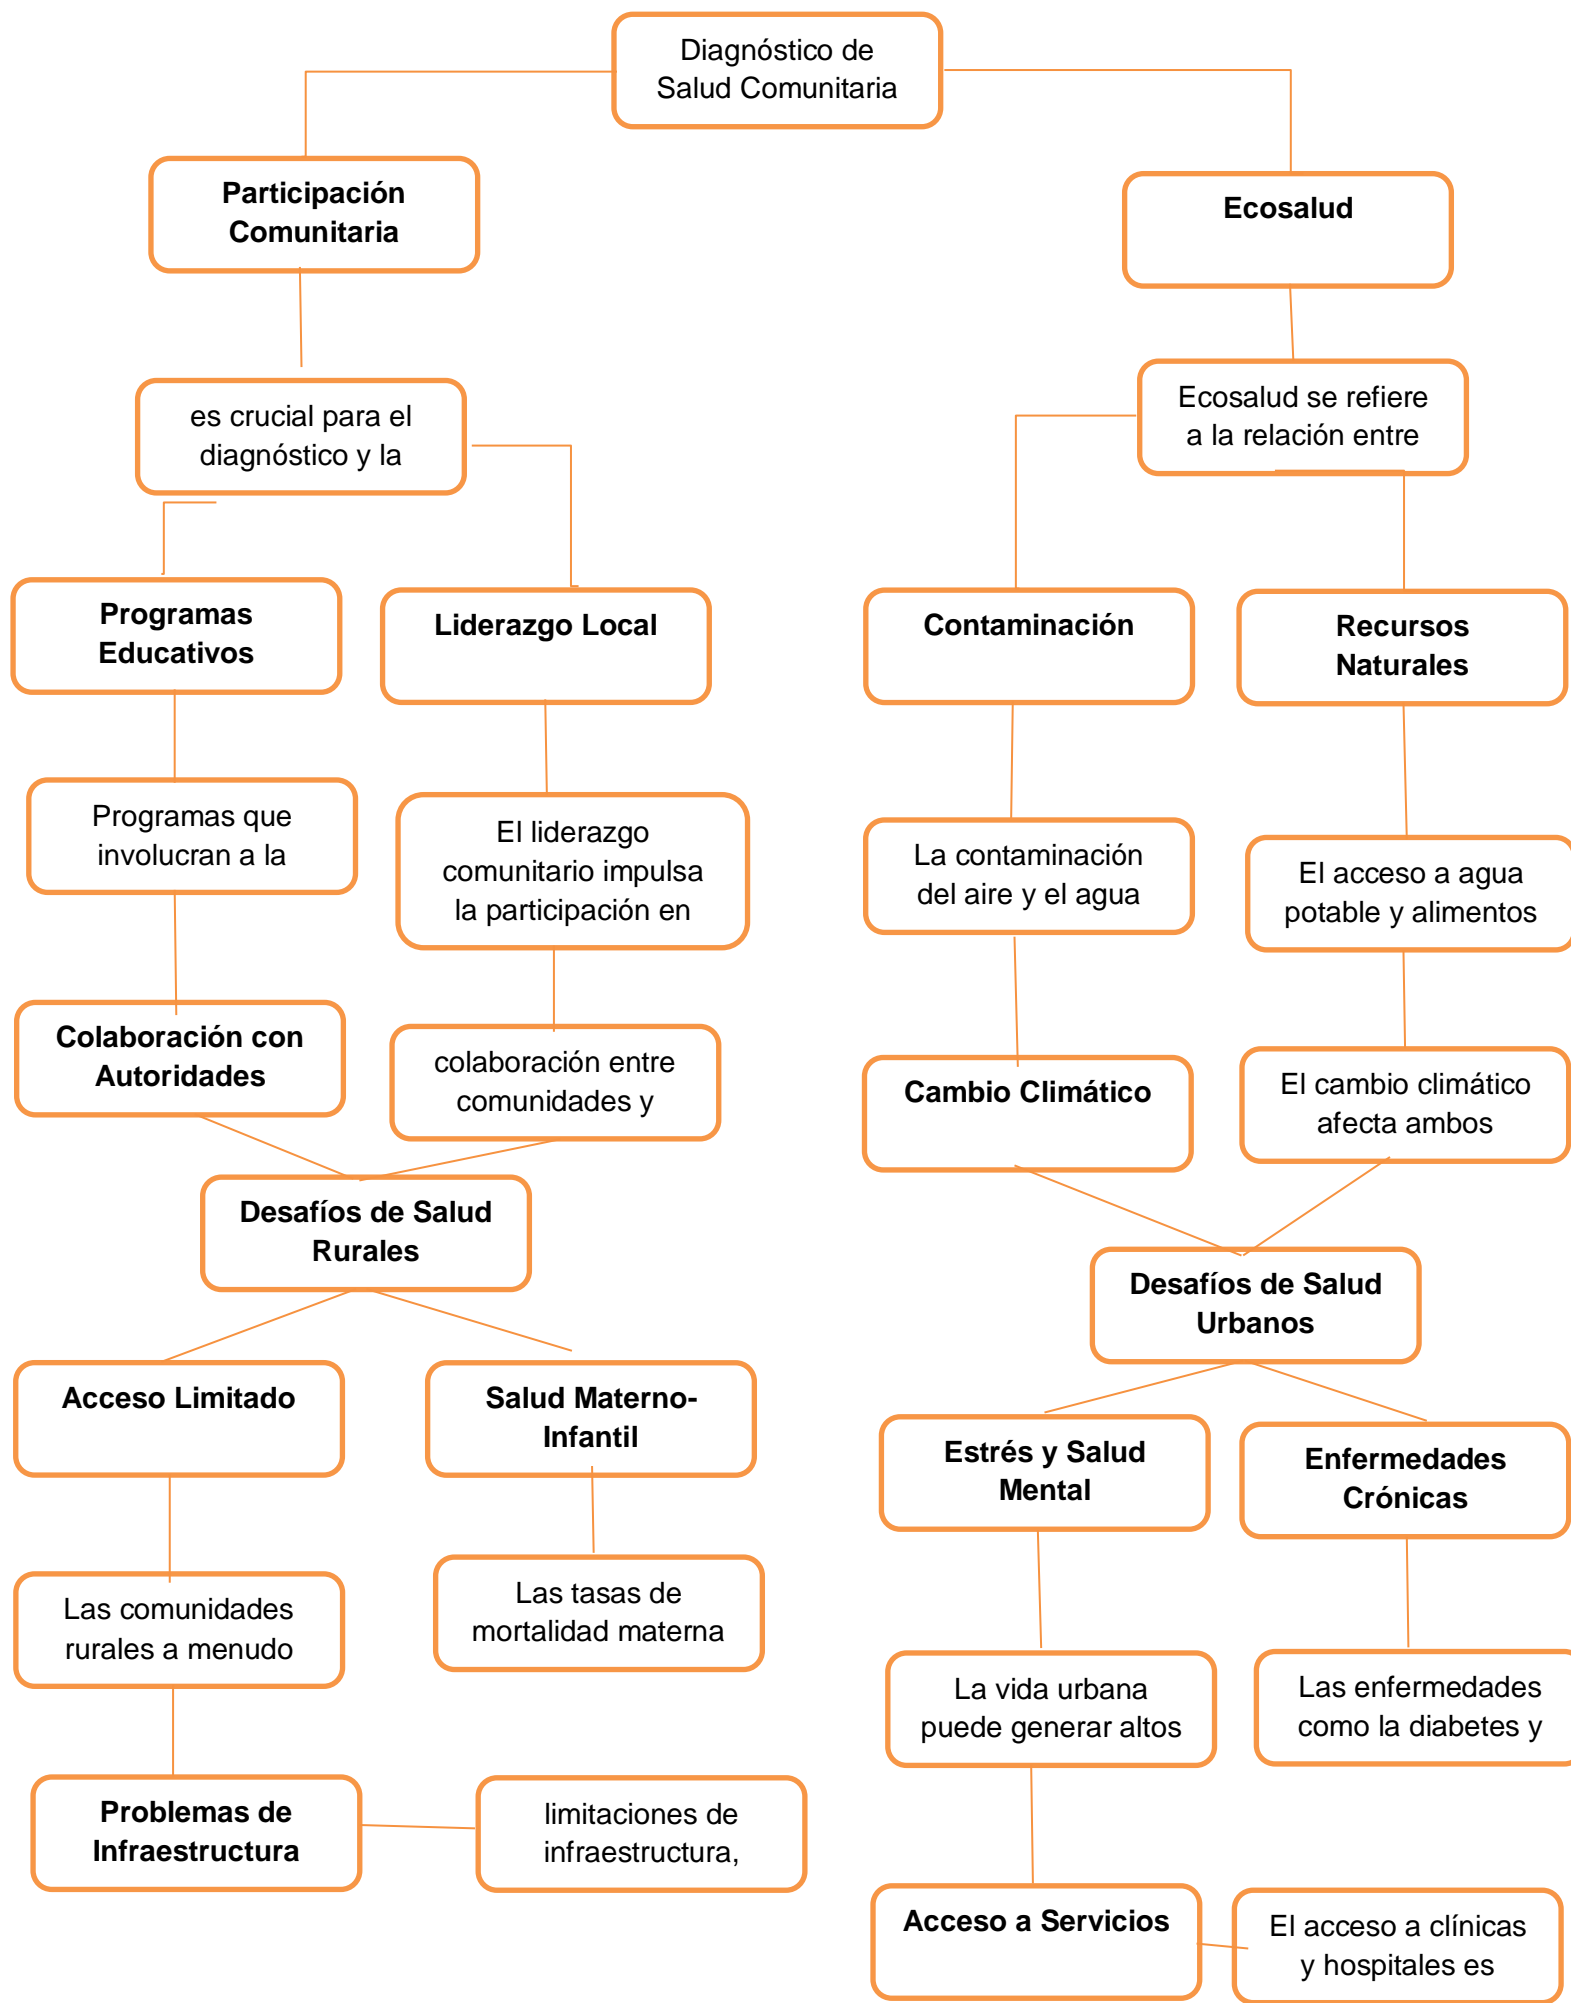 Diagnóstico de
Salud Comunitaria
Participación
Comunitaria
Ecosalud
es crucial para el
diagnóstico y la
Ecosalud se refiere
a la relación entre
Programas
Educativos
Liderazgo Local
Contaminación
Recursos
Naturales
Programas que
involucran a la
El liderazgo
comunitario impulsa
la participación en
La contaminación
del aire y el agua
El acceso a agua
potable y alimentos
Colaboración con
Autoridades
colaboración entre
comunidades y
Cambio Climático
El cambio climático
afecta ambos
Desafíos de Salud
Rurales
Desafíos de Salud
Urbanos
Acceso Limitado
Salud Materno-
Infantil
Estrés y Salud
Mental
Enfermedades
Crónicas
Las comunidades
rurales a menudo
Las tasas de
mortalidad materna
La vida urbana
puede generar altos
Las enfermedades
como la diabetes y
Problemas de
Infraestructura
limitaciones de
infraestructura,
Acceso a Servicios
El acceso a clínicas
y hospitales es